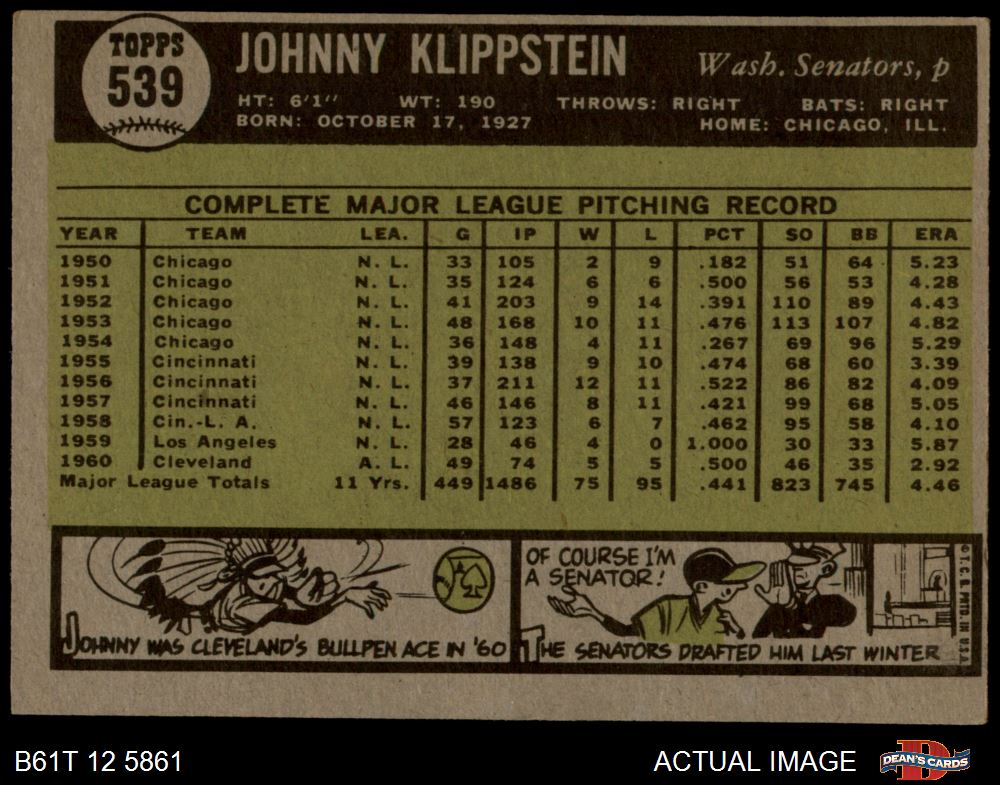 TOPPS
539
JOHNNY KLIPPSTEIN
Wash. Senators, p
HT: 6'1" WT: 190 THROWS: RIGHT BATS: RIGHT
BORN: OCTOBER 17, 1927 HOME: CHICAGO, ILL.
COMPLETE MAJOR LEAGUE PITCHING RECORD
YEAR TEAM LEA. G IP W L PCT SO BB ERA
1950 Chicago N. L. 33 105 2 9 .182 51 64 5.23
1951 Chicago N. L. 35 124 6 6 .500 56 53 4.28
1952 Chicago N. L. 41 203 9 14 .391 110 89 4.43
1953 Chicago N. L. 48 168 10 11 .476 113 107 4.82
1954 Chicago N. L. 36 148 4 11 .267 69 96 5.29
1955 Cincinnati N. L. 39 138 9 10 .474 68 60 3.39
1956 Cincinnati N. L. 37 211 12 11 .522 86 82 4.09
1957 Cincinnati N. L. 46 146 8 11 .421 99 68 5.05
1958 Cin.-L. A. N. L. 57 123 6 7 .462 95 58 4.10
1959 Los Angeles N. L. 28 46 4 0 1.000 30 33 5.87
1960 Cleveland A. L. 49 74 5 5 .500 46 35 2.92
Major League Totals 11 Yrs. 449 1486 75 95 .441 823 745 4.46
JOHNNY WAS CLEVELAND'S BULLPEN ACE IN '60
OF COURSE I'M
A SENATOR!
THE SENATORS DRAFTED HIM LAST WINTER
©T. C. G. PRTD. IN U.S.A.
B61T 12 5861
ACTUAL IMAGE
DEAN'S CARDS